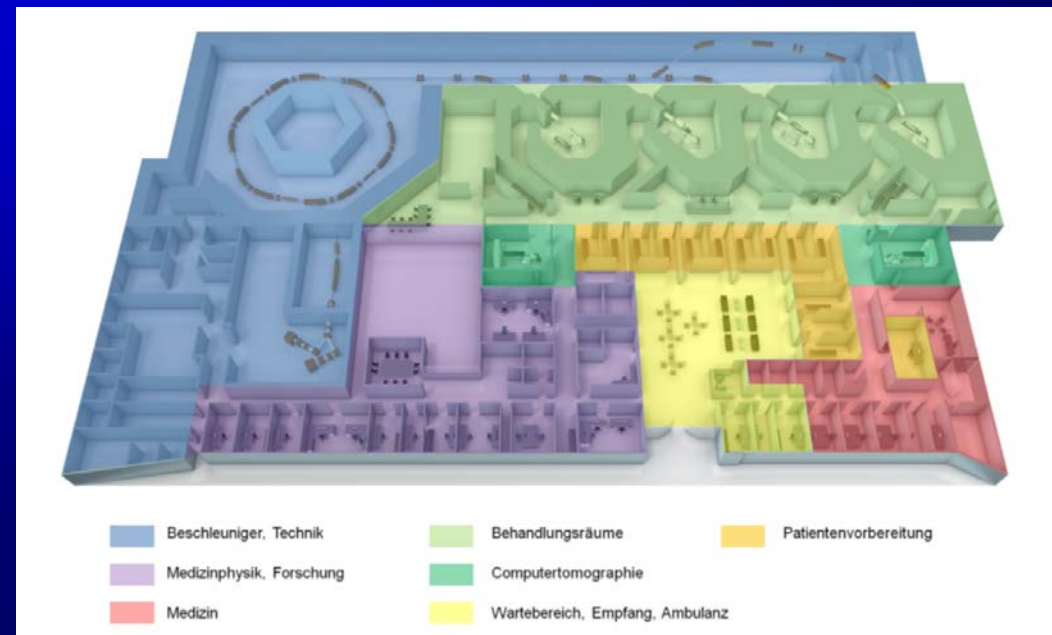 Beschleuniger, Technik
Behandlungsräume
Patientenvorbereitung
Medizinphysik, Forschung
Computertomographie
Medizin
Wartebereich, Empfang, Ambulanz